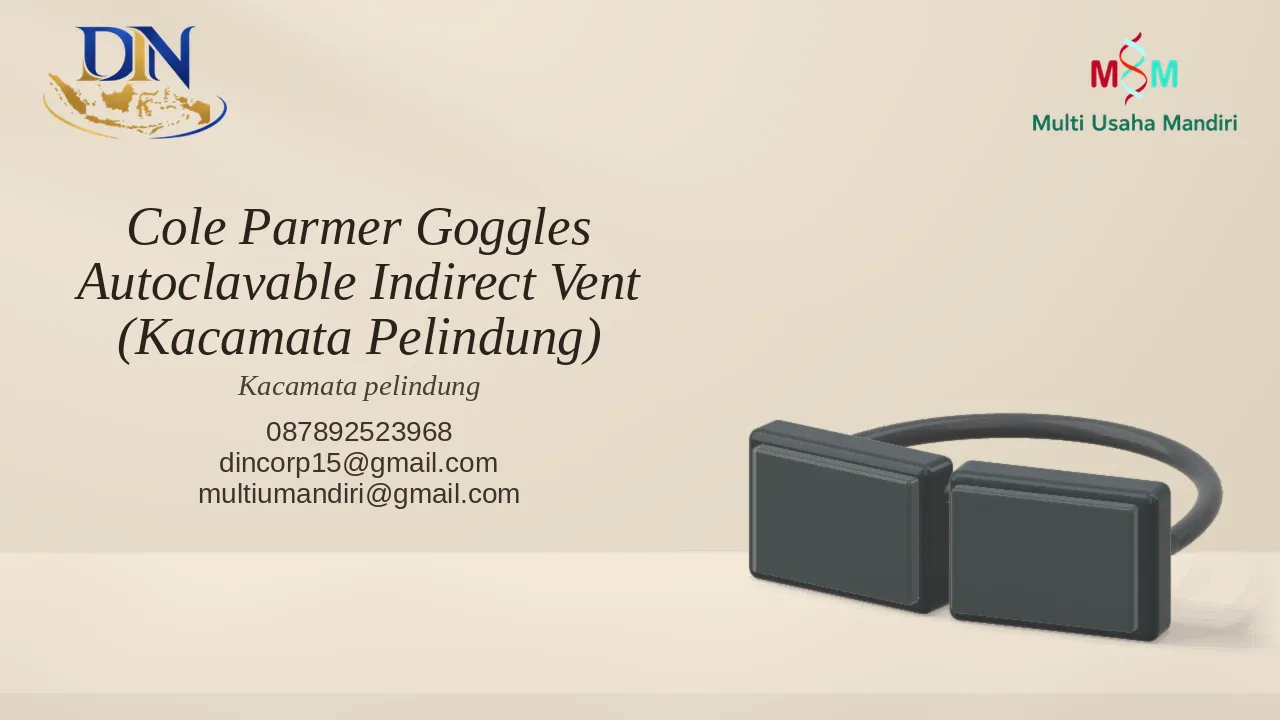 DN
M M
Multi Usaha Mandiri
Cole Parmer Goggles
Autoclavable Indirect Vent
(Kacamata Pelindung)
Kacamata pelindung
087892523968
dincorp15@gmail.com
multiumandiri@gmail.com